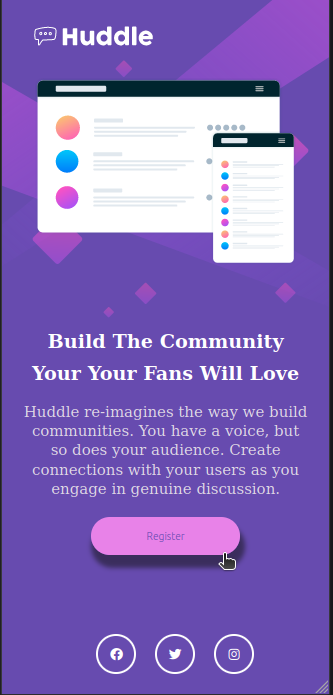 Huddle
Build The Community
Your Your Fans Will Love
Huddle re-imagines the way we build
communities. You have a voice, but
so does your audience. Create
connections with your users as you
engage in genuine discussion.
Register